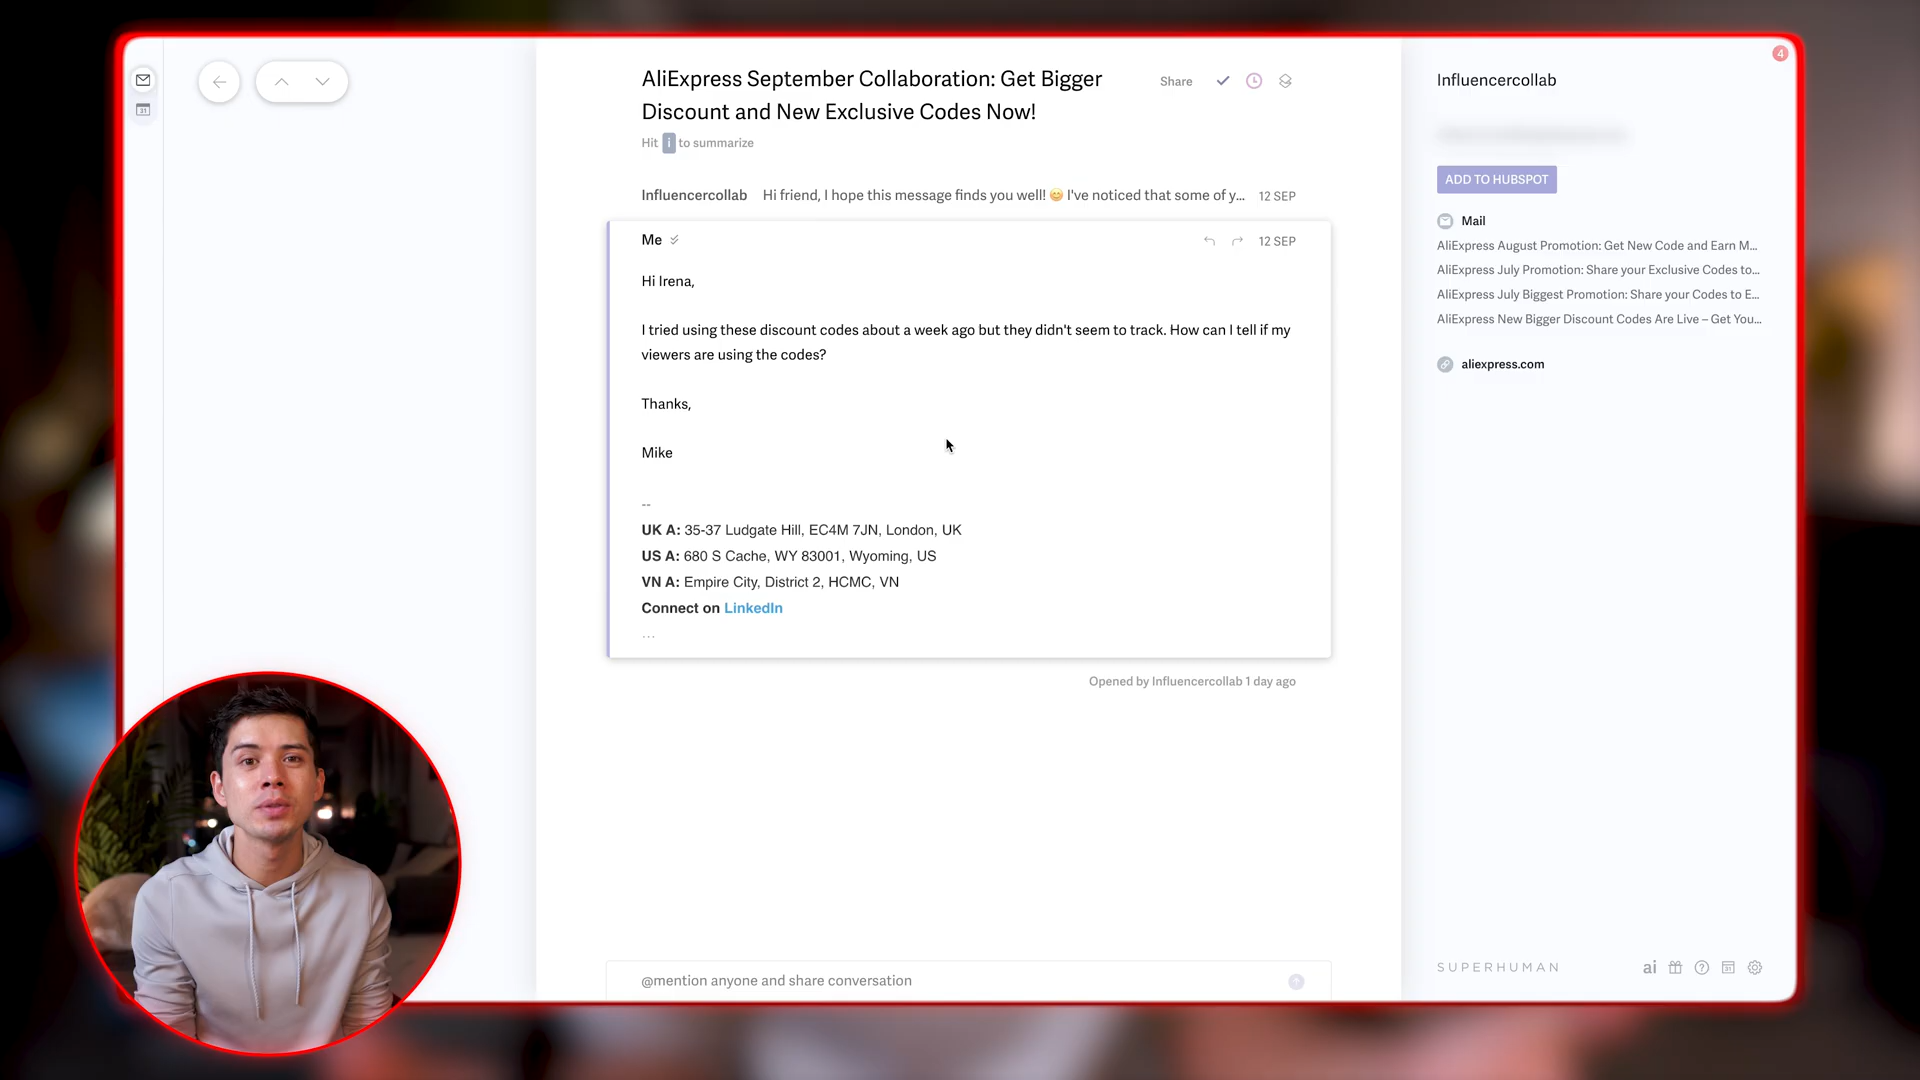 31
AliExpress September Collaboration: Get Bigger
Discount and New Exclusive Codes Now!
Share
Hit i to summarize
Influencercollab Hi friend, I hope this message finds you well! 😊 I've noticed that some of y... 12 SEP
Me 12 SEP
Hi Irena,
I tried using these discount codes about a week ago but they didn't seem to track. How can I tell if my
viewers are using the codes?
Thanks,
Mike
--
UK A: 35-37 Ludgate Hill, EC4M 7JN, London, UK
US A: 680 S Cache, WY 83001, Wyoming, US
VN A: Empire City, District 2, HCMC, VN
Connect on LinkedIn
...
Opened by Influencercollab 1 day ago
@mention anyone and share conversation
4
Influencercollab
ADD TO HUBSPOT
Mail
AliExpress August Promotion: Get New Code and Earn M...
AliExpress July Promotion: Share your Exclusive Codes to...
AliExpress July Biggest Promotion: Share your Codes to E...
AliExpress New Bigger Discount Codes Are Live – Get You...
aliexpress.com
SUPERHUMAN ai